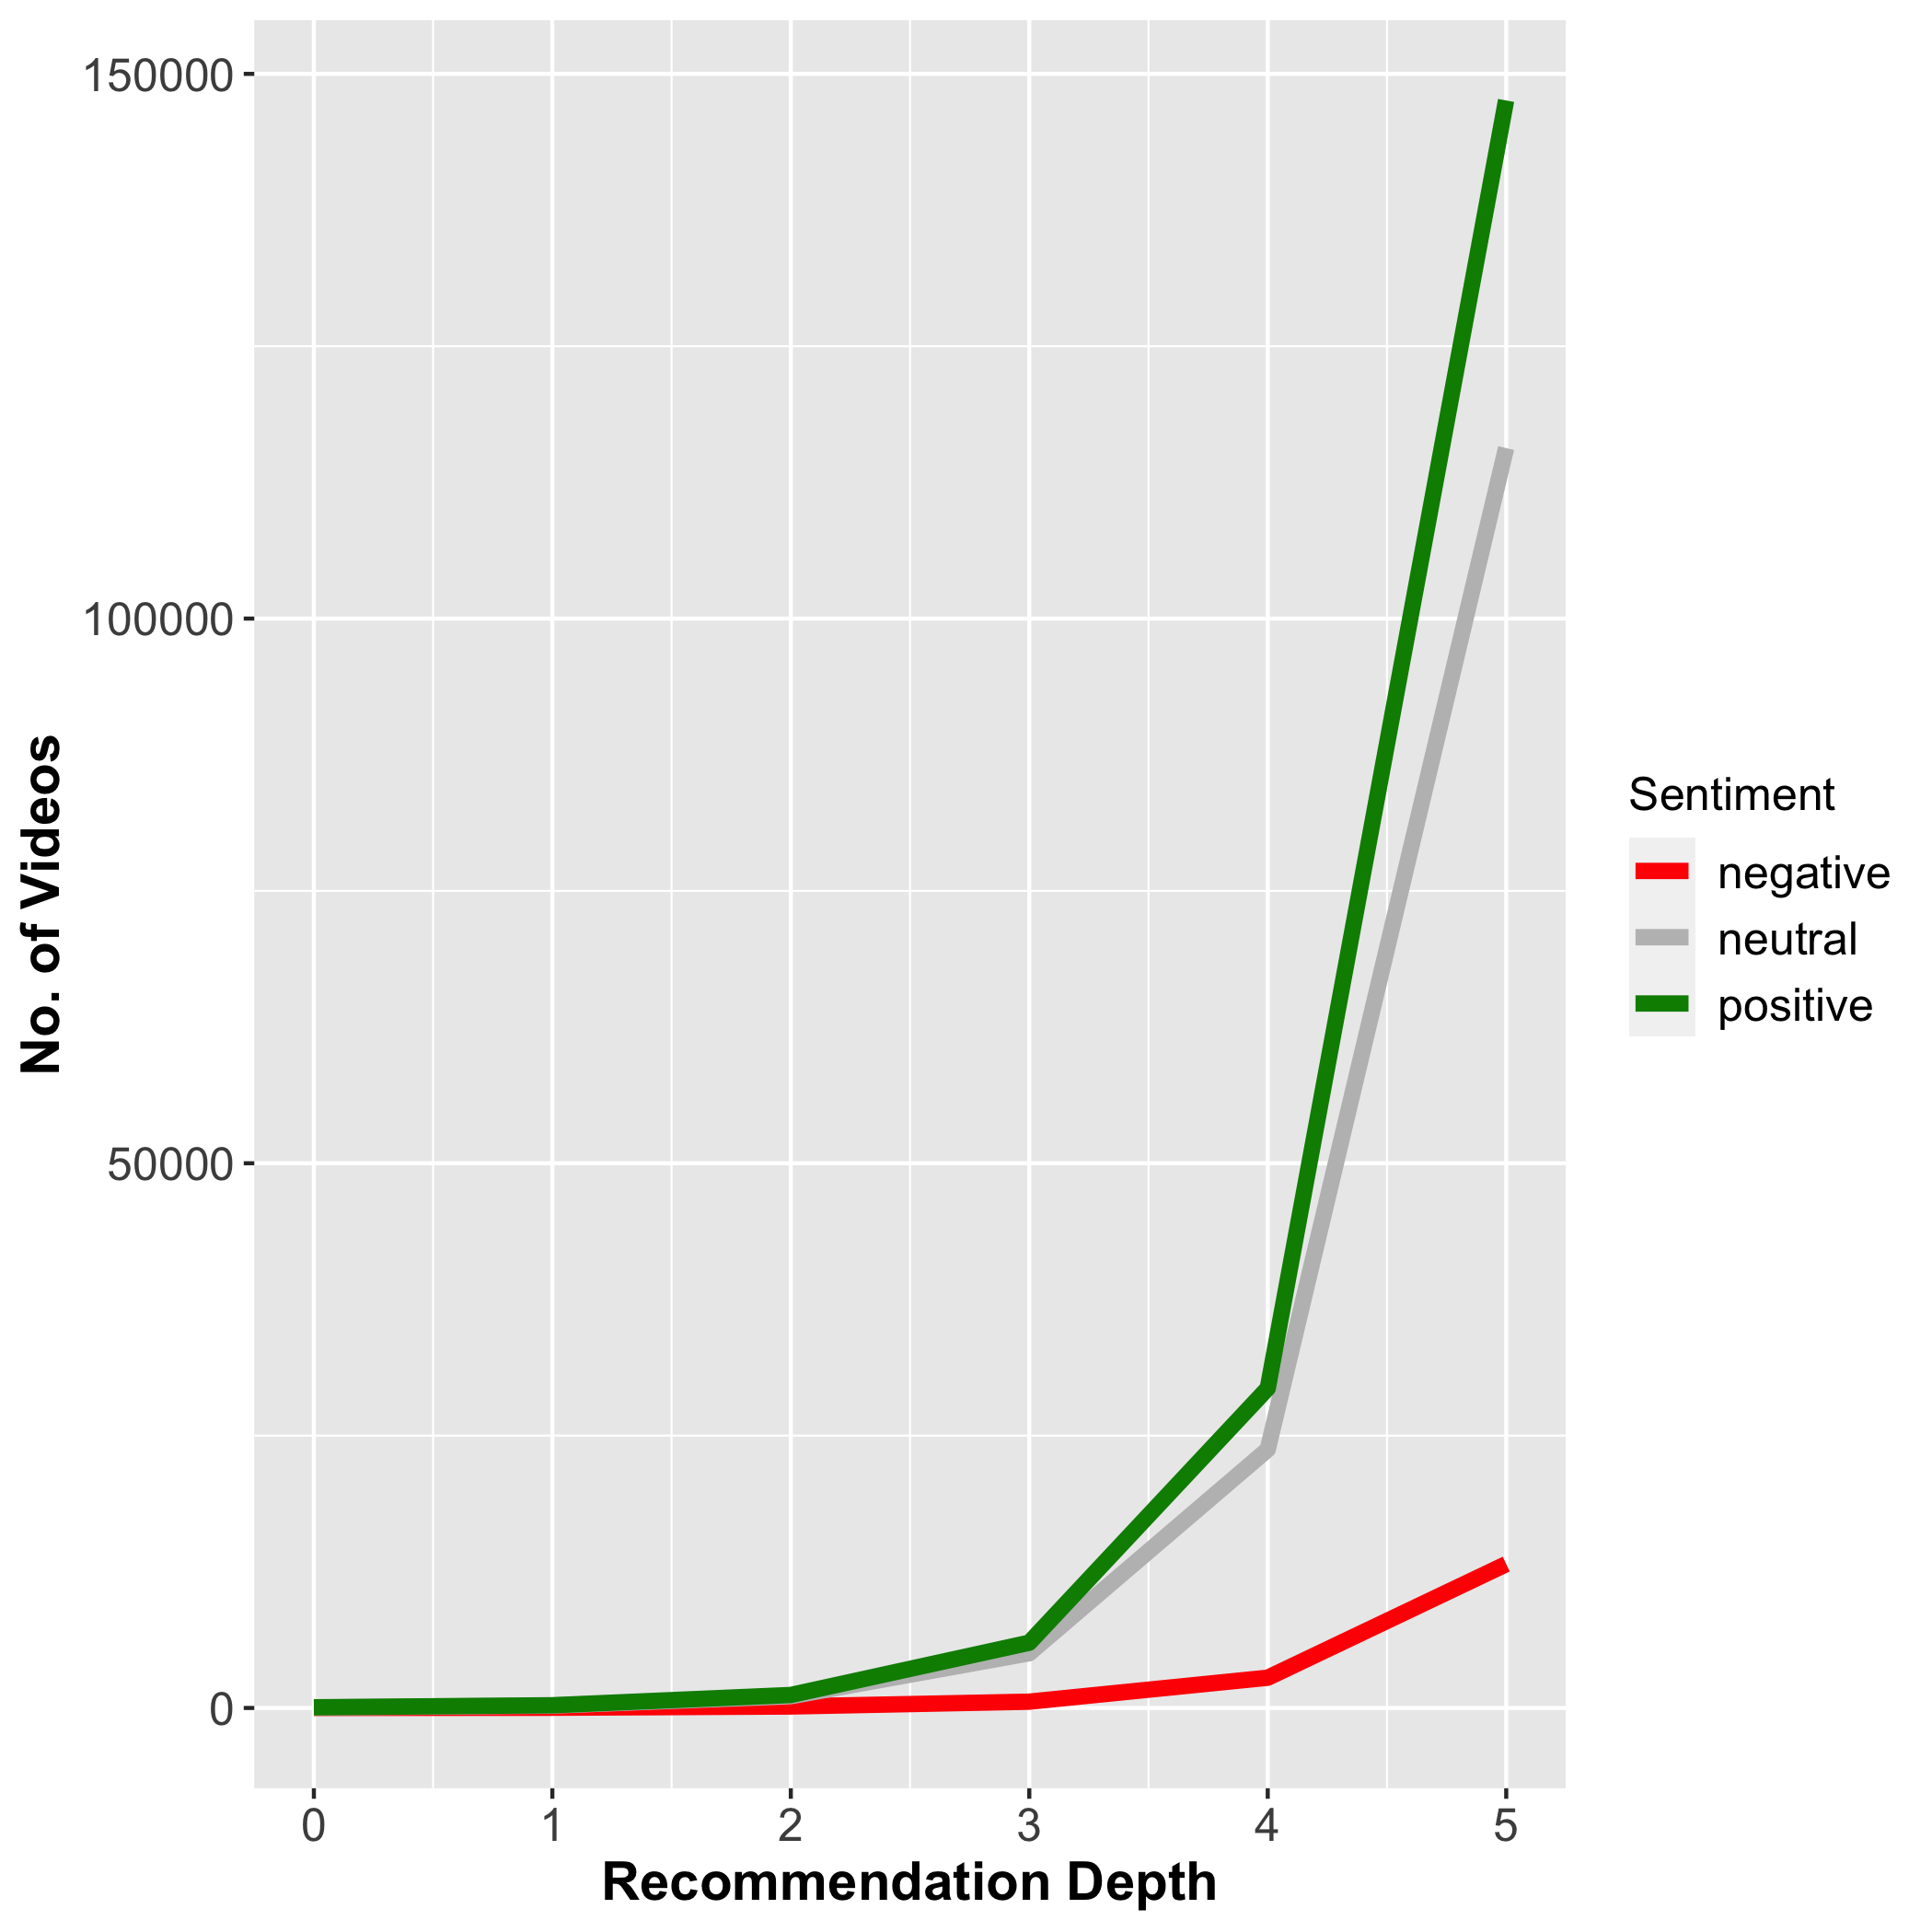 150000
100000
50000
0
No. of Videos
0 1 2 3 4 5
Recommendation Depth
Sentiment
negative
neutral
positive